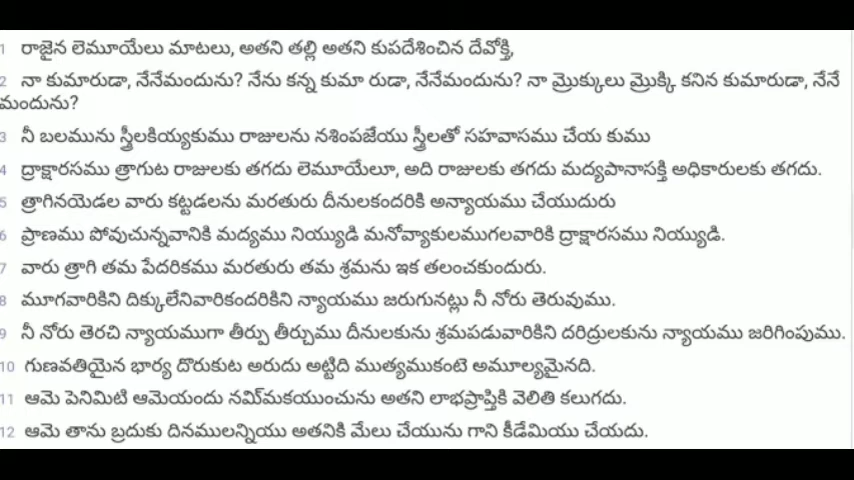 1 రాజైన లెమూయేలు మాటలు, అతని తల్లి అతని కుపదేశించిన దేవోక్తి,
2 నా కుమారుడా, నేనేమందును? నేను కన్న కుమా రుడా, నేనేమందును? నా మ్రొక్కులు మ్రొక్కి కనిన కుమారుడా, నేనే
మందును?
3 నీ బలమును స్త్రీలకియ్యకుము రాజులను నశింపజేయు స్త్రీలతో సహవాసము చేయ కుము
4 ద్రాక్షారసము త్రాగుట రాజులకు తగదు లెమూయేలూ, అది రాజులకు తగదు మద్యపానాసక్తి అధికారులకు తగదు.
5 త్రాగినయెడల వారు కట్టడలను మరతురు దీనులకందరికి అన్యాయము చేయుదురు
6 ప్రాణము పోవుచున్నవానికి మద్యము నియ్యుడి మనోవ్యాకులముగలవారికి ద్రాక్షారసము నియ్యుడి.
7 వారు త్రాగి తమ పేదరికము మరతురు తమ శ్రమను ఇక తలంచకుందురు.
8 మూగవారికిని దిక్కులేనివారికందరికిని న్యాయము జరుగునట్లు నీ నోరు తెరువుము.
9 నీ నోరు తెరచి న్యాయముగా తీర్పు తీర్చుము దీనులకును శ్రమపడువారికిని దరిద్రులకును న్యాయము జరిగింపుము.
10 గుణవతియైన భార్య దొరుకుట అరుదు అట్టిది ముత్యముకంటె అమూల్యమైనది.
11 ఆమె పెనిమిటి ఆమెయందు నమి్మకయుంచును అతని లాభప్రాప్తికి వెలితి కలుగదు.
12 ఆమె తాను బ్రదుకు దినములన్నియు అతనికి మేలు చేయును గాని కీడేమియు చేయదు.